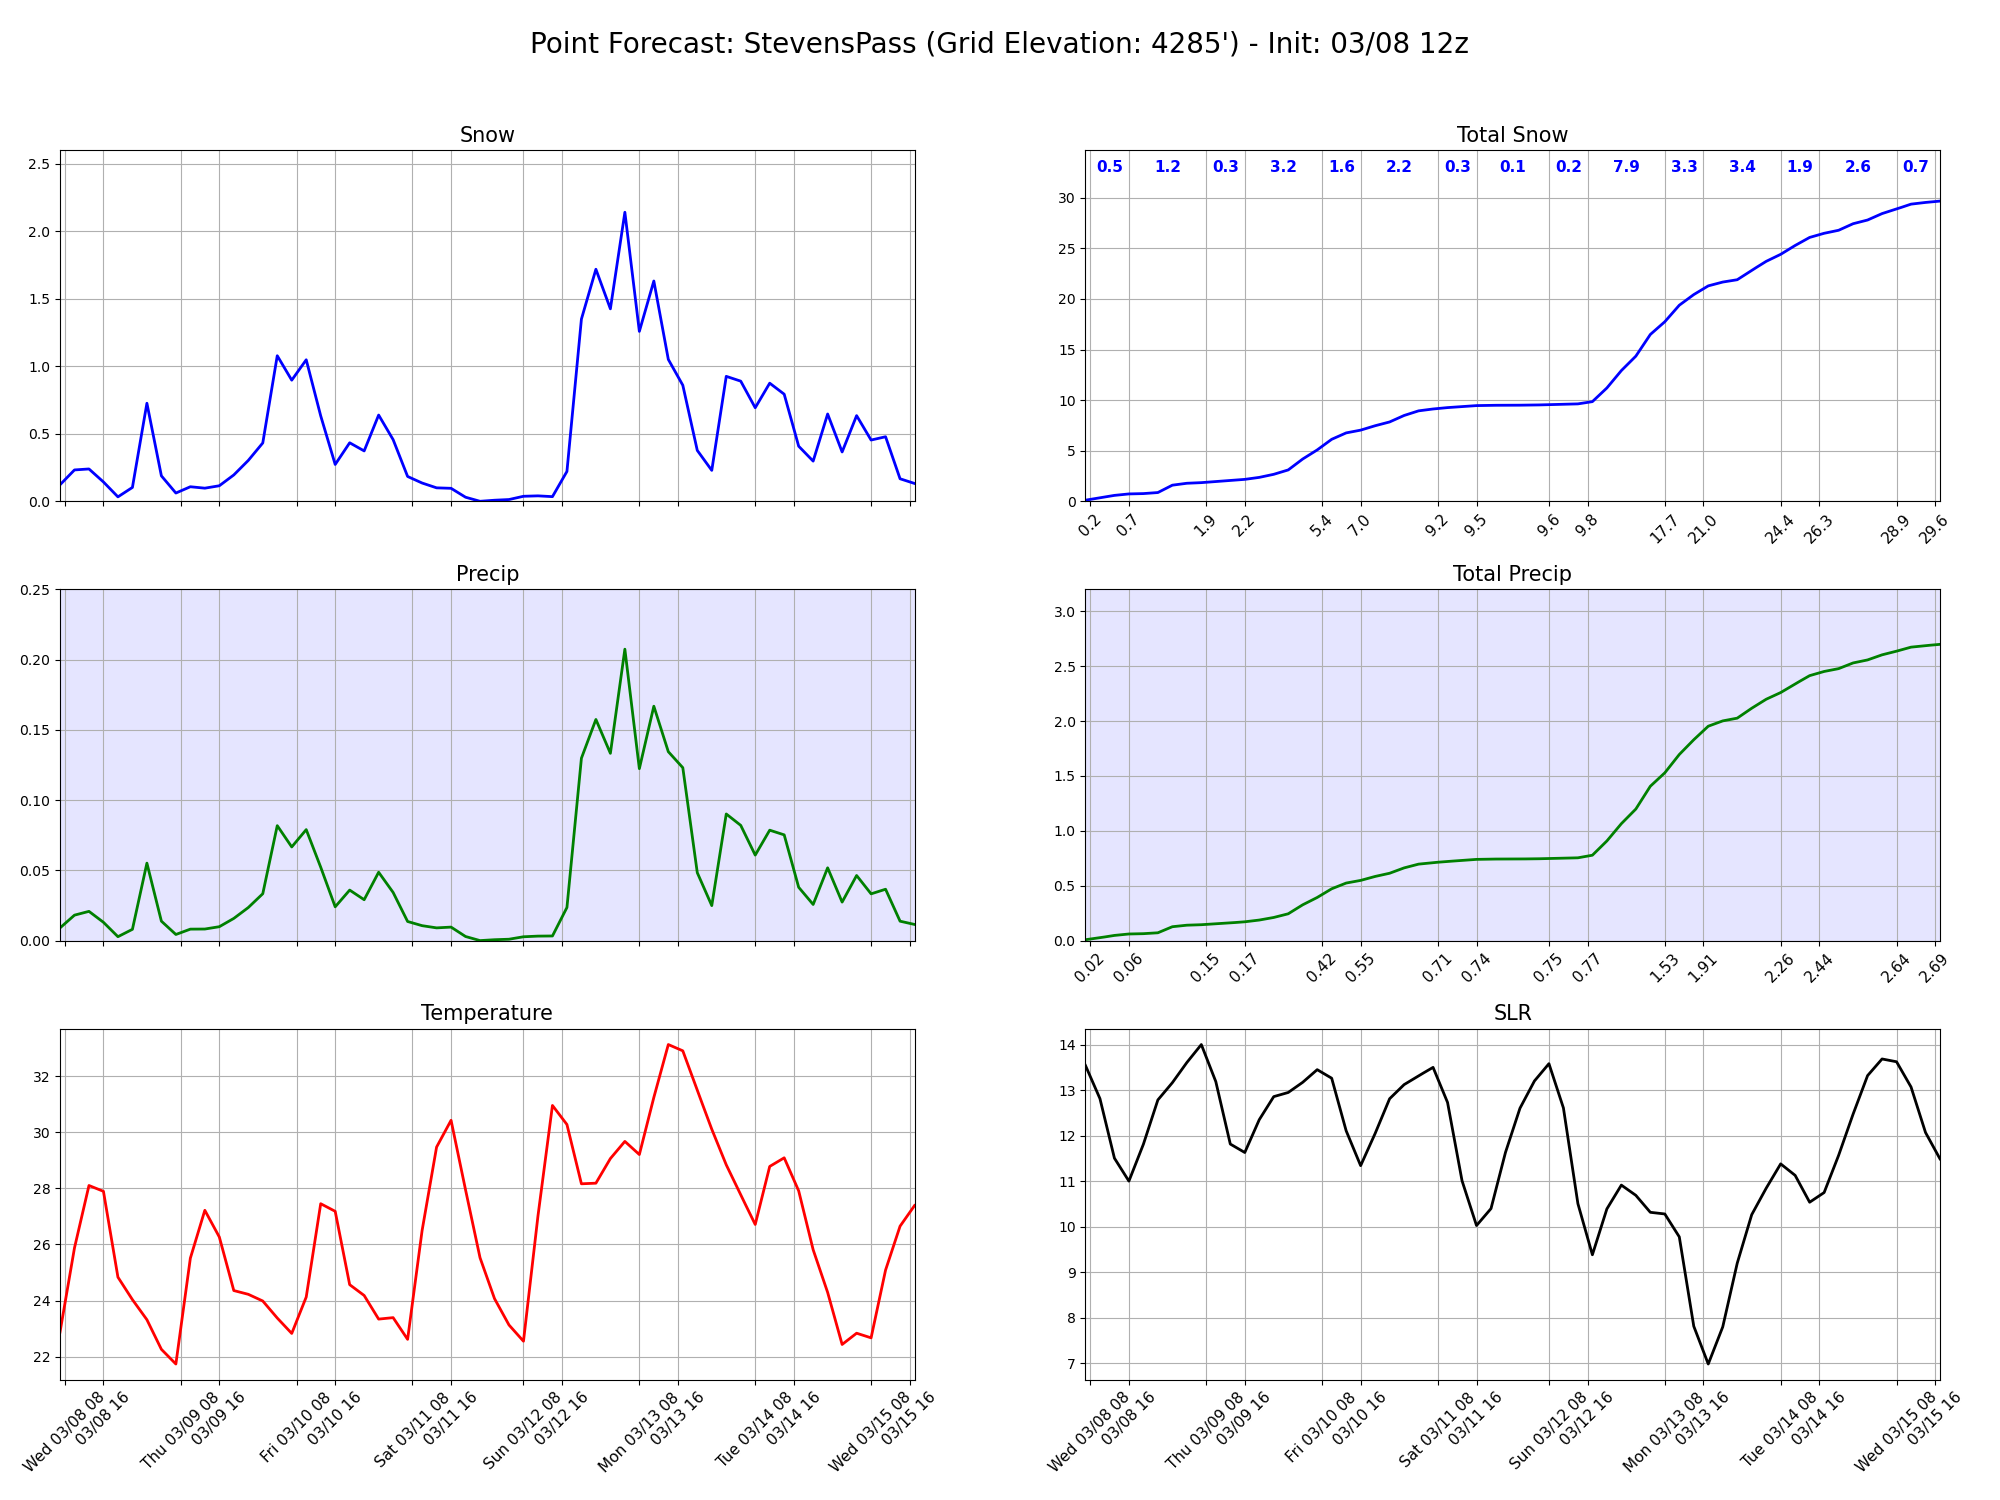 Point Forecast: StevensPass (Grid Elevation: 4285') - Init: 03/08 12z
Snow
2.5
2.0
1.5
1.0
0.5
0.0
Total Snow
0.5 1.2 0.3 3.2 1.6 2.2 0.3 0.1 0.2 7.9 3.3 3.4 1.9 2.6 0.7
30
25
20
15
10
5
0
0.2 0.7 1.9 2.2 5.4 7.0 9.2 9.5 9.6 9.8 17.7 21.0 24.4 26.3 28.9 29.6
Precip
0.25
0.20
0.15
0.10
0.05
0.00
Total Precip
3.0
2.5
2.0
1.5
1.0
0.5
0.0
0.02 0.06 0.15 0.17 0.42 0.55 0.71 0.74 0.75 0.77 1.53 1.91 2.26 2.44 2.64 2.69
Temperature
32
30
28
26
24
22
Wed 03/08 08
03/08 16
Thu 03/09 08
03/09 16
Fri 03/10 08
03/10 16
Sat 03/11 08
03/11 16
Sun 03/12 08
03/12 16
Mon 03/13 08
03/13 16
Tue 03/14 08
03/14 16
Wed 03/15 08
03/15 16
SLR
14
13
12
11
10
9
8
7
Wed 03/08 08
03/08 16
Thu 03/09 08
03/09 16
Fri 03/10 08
03/10 16
Sat 03/11 08
03/11 16
Sun 03/12 08
03/12 16
Mon 03/13 08
03/13 16
Tue 03/14 08
03/14 16
Wed 03/15 08
03/15 16